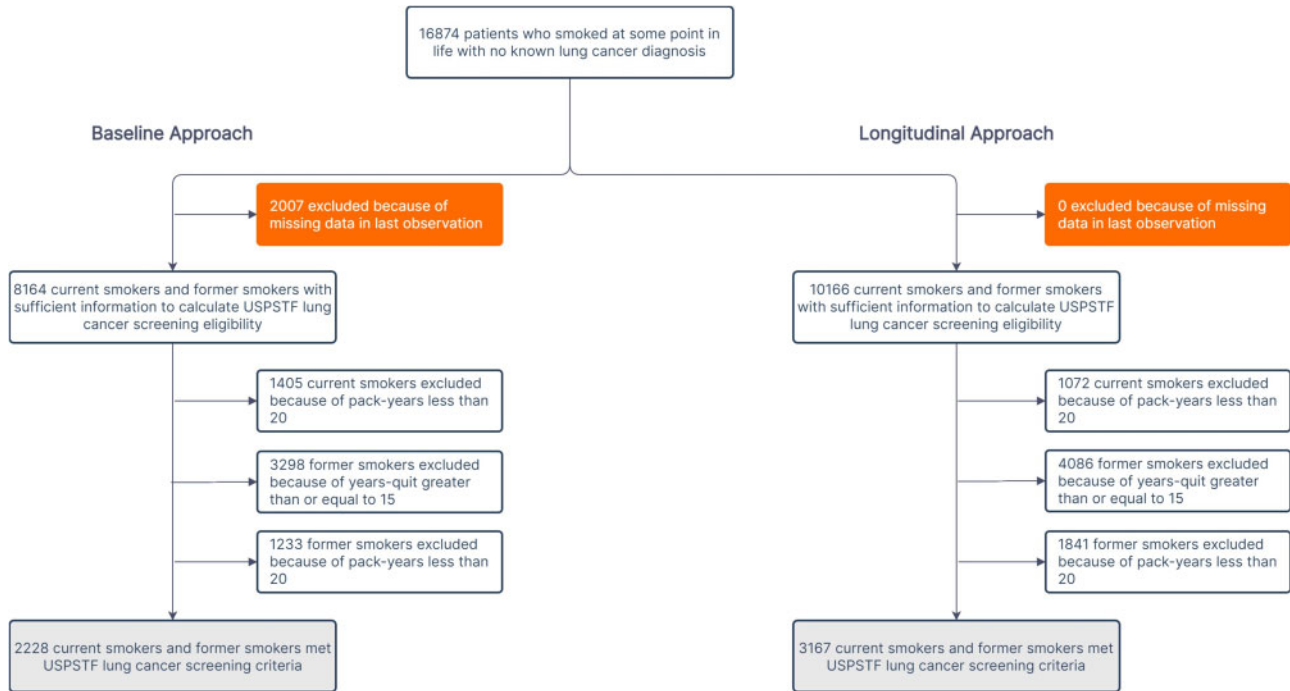 16874 patients who smoked at some point in
life with no known lung cancer diagnosis
Baseline Approach
2007 excluded because of
missing data in last observation
8164 current smokers and former smokers with
sufficient information to calculate USPSTF lung
cancer screening eligibility
1405 current smokers excluded
because of pack-years less than
20
3298 former smokers excluded
because of years-quit greater
than or equal to 15
1233 former smokers excluded
because of pack-years less than
20
2228 current smokers and former smokers met
USPSTF lung cancer screening criteria
Longitudinal Approach
0 excluded because of missing
data in last observation
10166 current smokers and former smokers
with sufficient information to calculate USPSTF
lung cancer screening eligibility
1072 current smokers excluded
because of pack-years less than
20
4086 former smokers excluded
because of years-quit greater
than or equal to 15
1841 former smokers excluded
because of pack-years less than
20
3167 current smokers and former smokers met
USPSTF lung cancer screening criteria